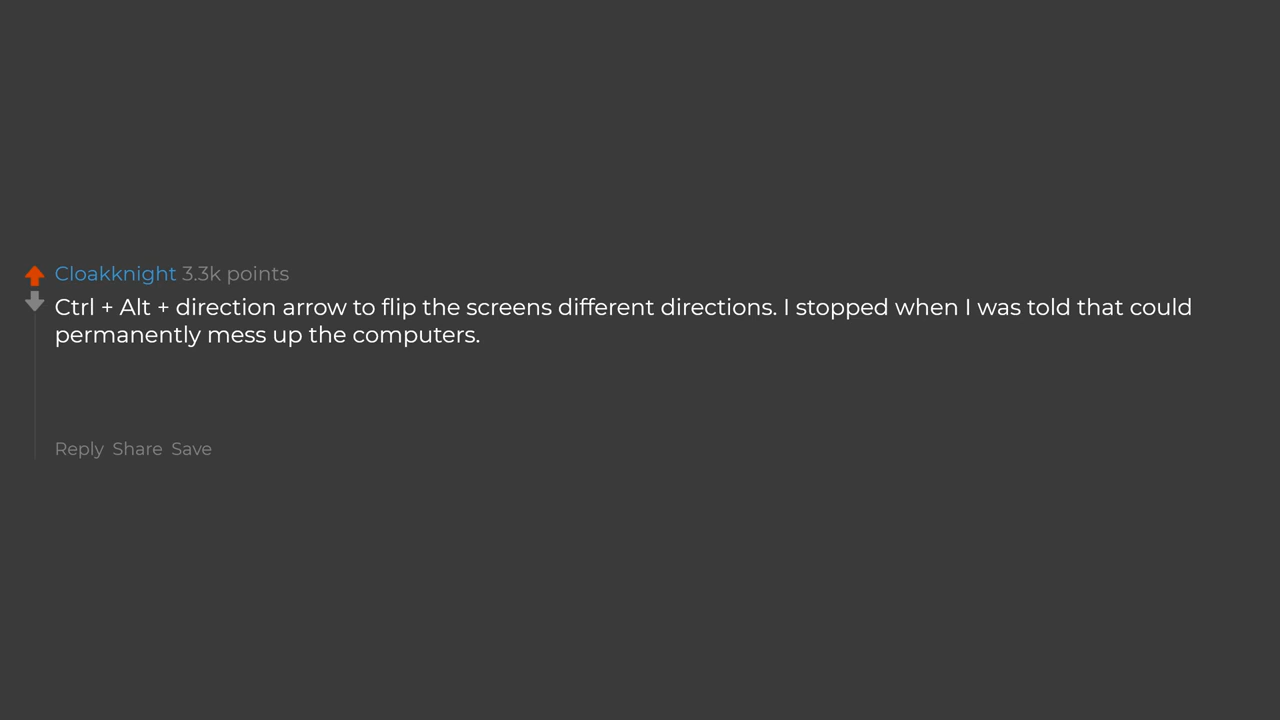 Cloakknight 3.3k points
Ctrl + Alt + direction arrow to flip the screens different directions. I stopped when I was told that could
permanently mess up the computers.
Reply Share Save